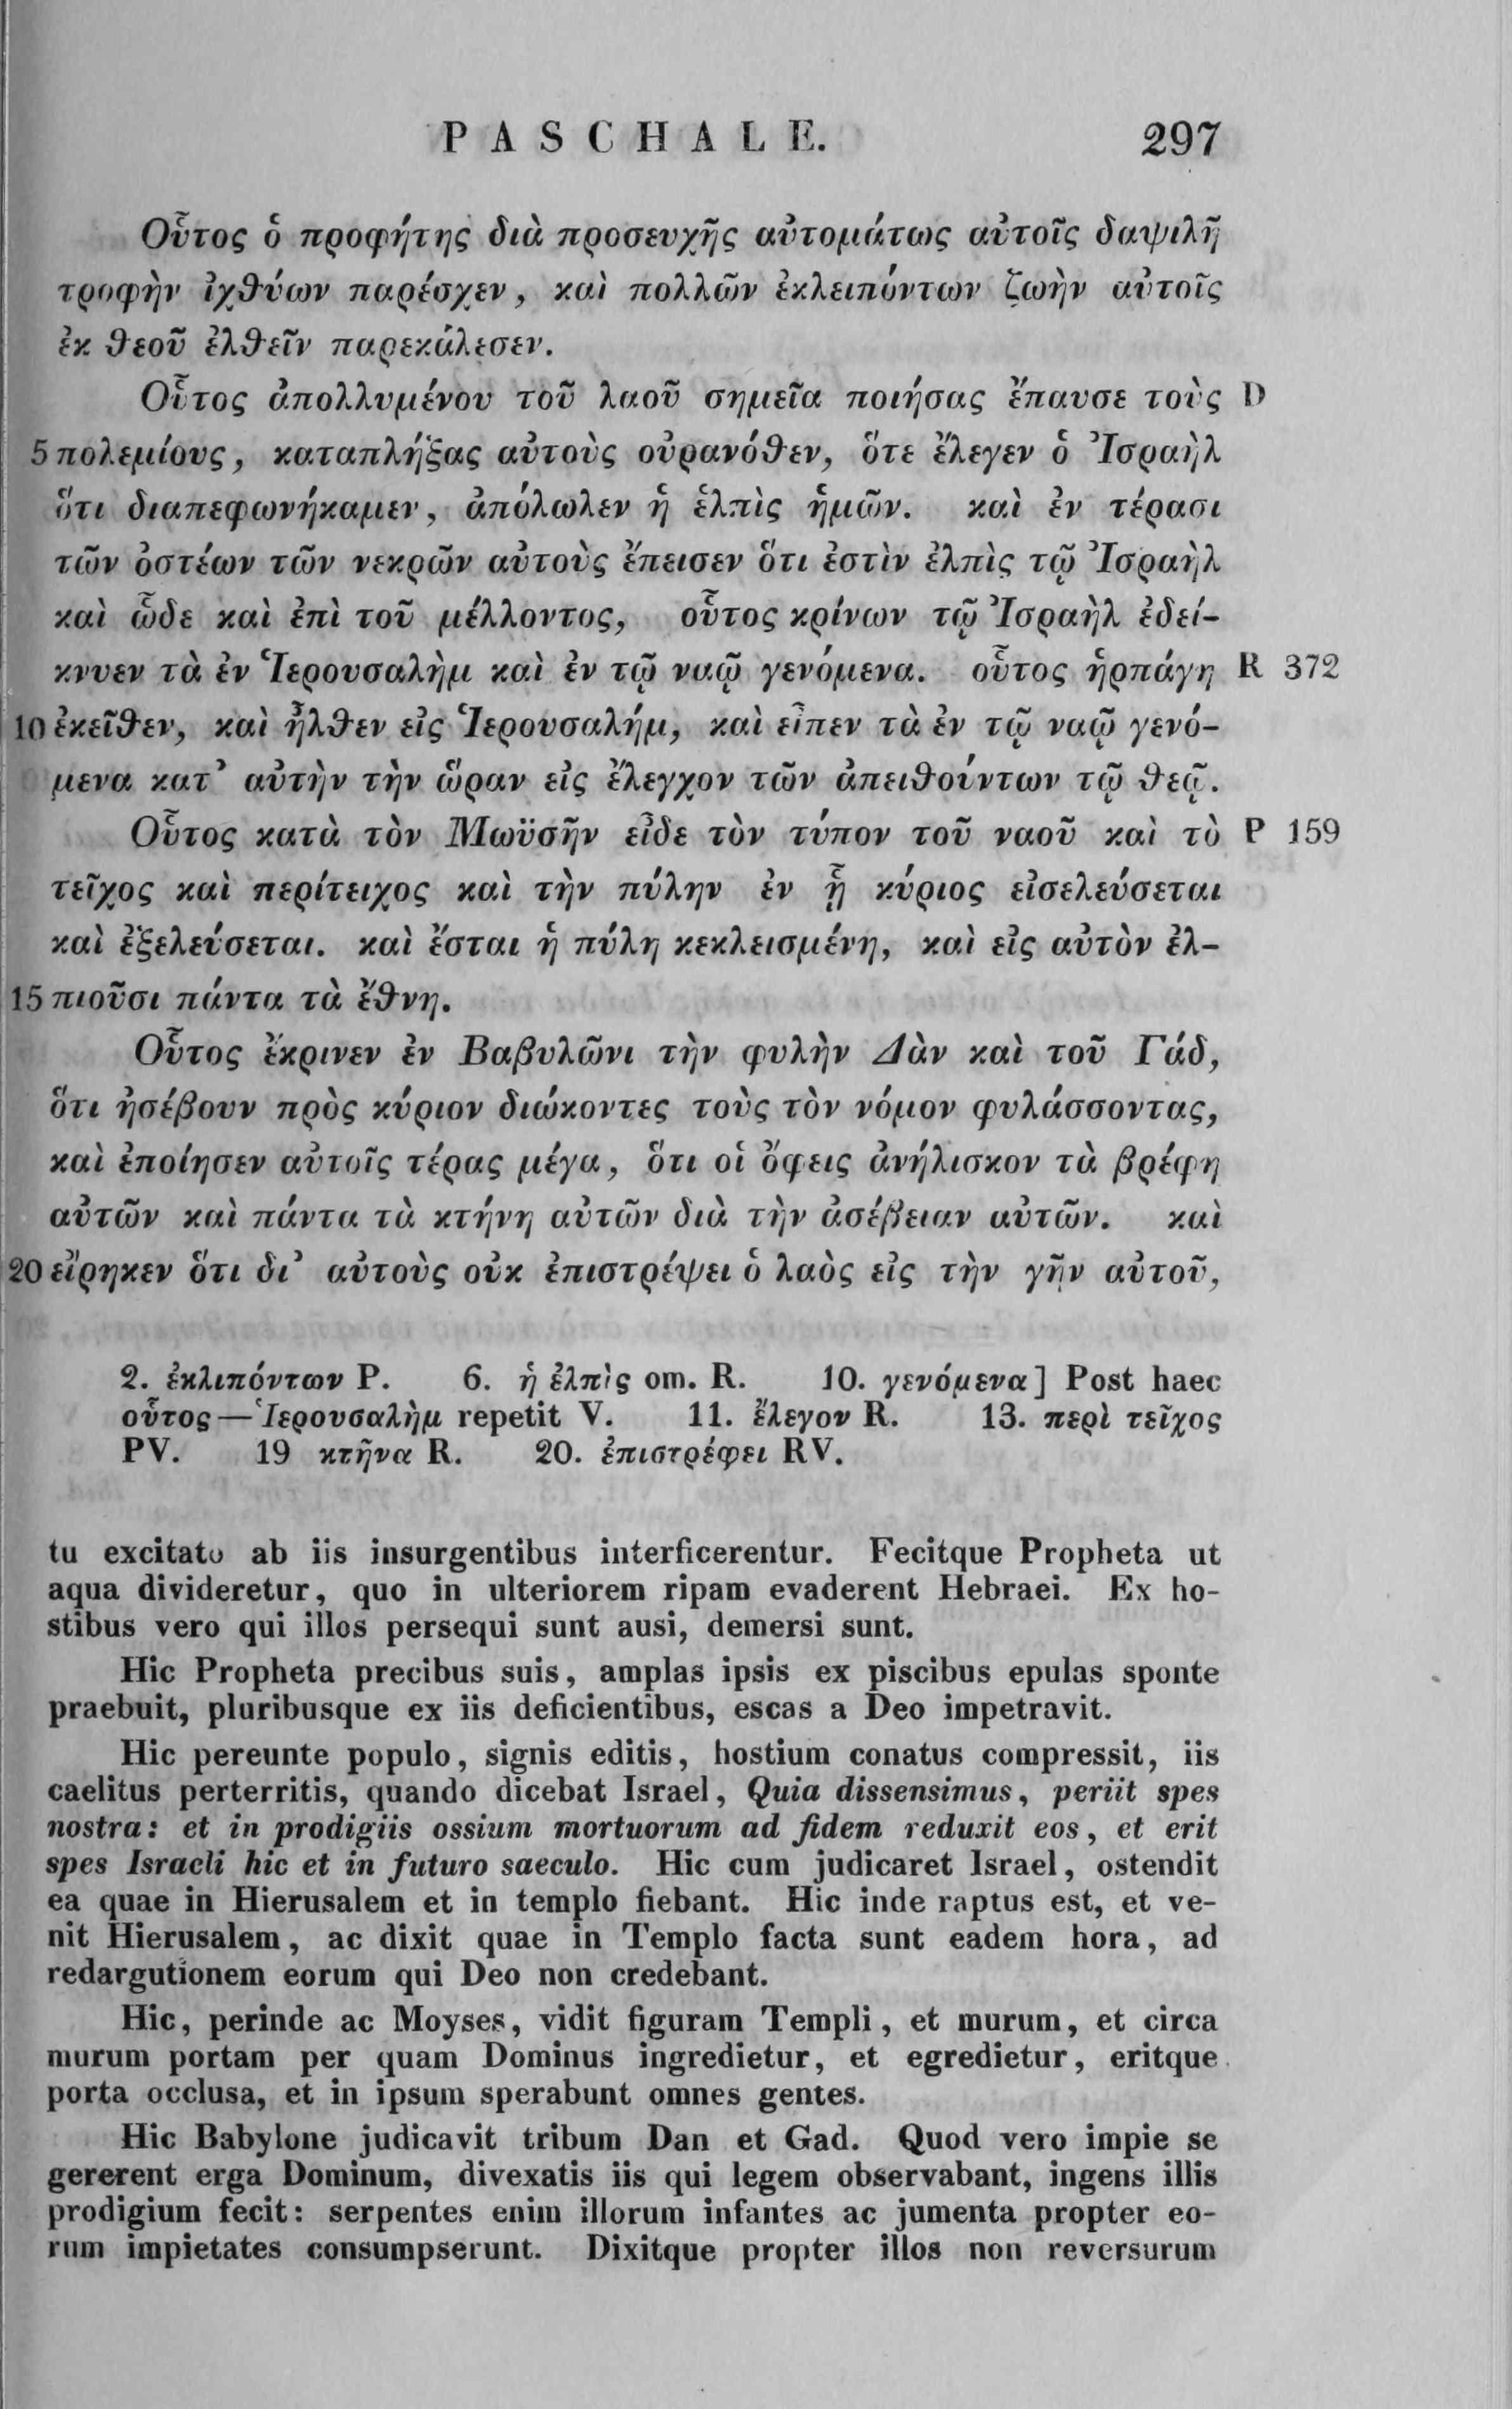 PASCHALE. 297
Οὗτος ὁ προφήτης διὰ προσευχῆς αὐτομάτως αὐτοῖς δαψιλῆ
τροφὴν ἰχθύων παρέσχεν, καὶ πολλῶν ἐκλειπόντων ζωὴν αὐτοῖς
ἐκ θεοῦ ἐλθεῖν παρεκάλεσεν.
Οὗτος ἀπολλυμένου τοῦ λαοῦ σημεῖα ποιήσας ἔπαυσε τοὺς D
5 πολεμίους, καταπλήξας αὐτοὺς οὐρανόθεν, ὅτε ἔλεγεν ὁ Ἰσραὴλ
ὅτι διαπεφωνήκαμεν, ἀπόλωλεν ἡ ἐλπὶς ἡμῶν. καὶ ἐν τέρασι
τῶν ὀστέων τῶν νεκρῶν αὐτοὺς ἔπεισεν ὅτι ἐστὶν ἐλπὶς τῷ Ἰσραὴλ
καὶ ὧδε καὶ ἐπὶ τοῦ μέλλοντος, οὗτος κρίνων τῷ Ἰσραὴλ ἐδεί-
κνυεν τὰ ἐν Ἱερουσαλὴμ καὶ ἐν τῷ ναῷ γενόμενα. οὗτος ἡρπάγη R 372
10 ἐκεῖθεν, καὶ ἦλθεν εἰς Ἱερουσαλήμ, καὶ εἶπεν τὰ ἐν τῷ ναῷ γενό-
μενα κατ᾽ αὐτὴν τὴν ὥραν εἰς ἔλεγχον τῶν ἀπειθούντων τῷ θεῷ.
Οὗτος κατὰ τὸν Μωϋσῆν εἶδε τὸν τύπον τοῦ ναοῦ καὶ τὸ P 159
τεῖχος καὶ περίτειχος καὶ τὴν πύλην ἐν ᾗ κύριος εἰσελεύσεται
καὶ ἐξελεύσεται. καὶ ἔσται ἡ πύλη κεκλεισμένη, καὶ εἰς αὐτὸν ἐλ-
15 πιοῦσι πάντα τὰ ἔθνη.
Οὗτος ἔκρινεν ἐν Βαβυλῶνι τὴν φυλὴν Δὰν καὶ τοῦ Γάδ,
ὅτι ἠσέβουν πρὸς κύριον διώκοντες τοὺς τὸν νόμον φυλάσσοντας,
καὶ ἐποίησεν αὐτοῖς τέρας μέγα, ὅτι οἱ ὄφεις ἀνήλισκον τὰ βρέφη
αὐτῶν καὶ πάντα τὰ κτήνη αὐτῶν διὰ τὴν ἀσέβειαν αὐτῶν. καὶ
20 εἴρηκεν ὅτι δι᾽ αὐτοὺς οὐκ ἐπιστρέψει ὁ λαὸς εἰς τὴν γῆν αὐτοῦ,
2. ἐκλιπόντων P. 6. ἡ ἐλπὶς om. R. 10. γενόμενα] Post haec
οὗτος—Ἱερουσαλὴμ repetit V. 11. ἔλεγον R. 13. περὶ τεῖχος
PV. 19 κτῆνα R. 20. ἐπιστρέφει RV.
tu excitato ab iis insurgentibus interficerentur. Fecitque Propheta ut
aqua divideretur, quo in ulteriorem ripam evaderent Hebraei. Ex ho-
stibus vero qui illos persequi sunt ausi, demersi sunt.
Hic Propheta precibus suis, amplas ipsis ex piscibus epulas sponte
praebuit, pluribusque ex iis deficientibus, escas a Deo impetravit.
Hic pereunte populo, signis editis, hostium conatus compressit, iis
caelitus perterritis, quando dicebat Israel, Quia dissensimus, periit spes
nostra: et in prodigiis ossium mortuorum ad fidem reduxit eos, et erit
spes Israeli hic et in futuro saeculo. Hic cum judicaret Israel, ostendit
ea quae in Hierusalem et in templo fiebant. Hic inde raptus est, et ve-
nit Hierusalem, ac dixit quae in Templo facta sunt eadem hora, ad
redargutionem eorum qui Deo non credebant.
Hic, perinde ac Moyses, vidit figuram Templi, et murum, et circa
murum portam per quam Dominus ingredietur, et egredietur, eritque
porta occlusa, et in ipsum sperabunt omnes gentes.
Hic Babylone judicavit tribum Dan et Gad. Quod vero impie se
gererent erga Dominum, divexatis iis qui legem observabant, ingens illis
prodigium fecit: serpentes enim illorum infantes ac jumenta propter eo-
rum impietates consumpserunt. Dixitque propter illos non reversurum